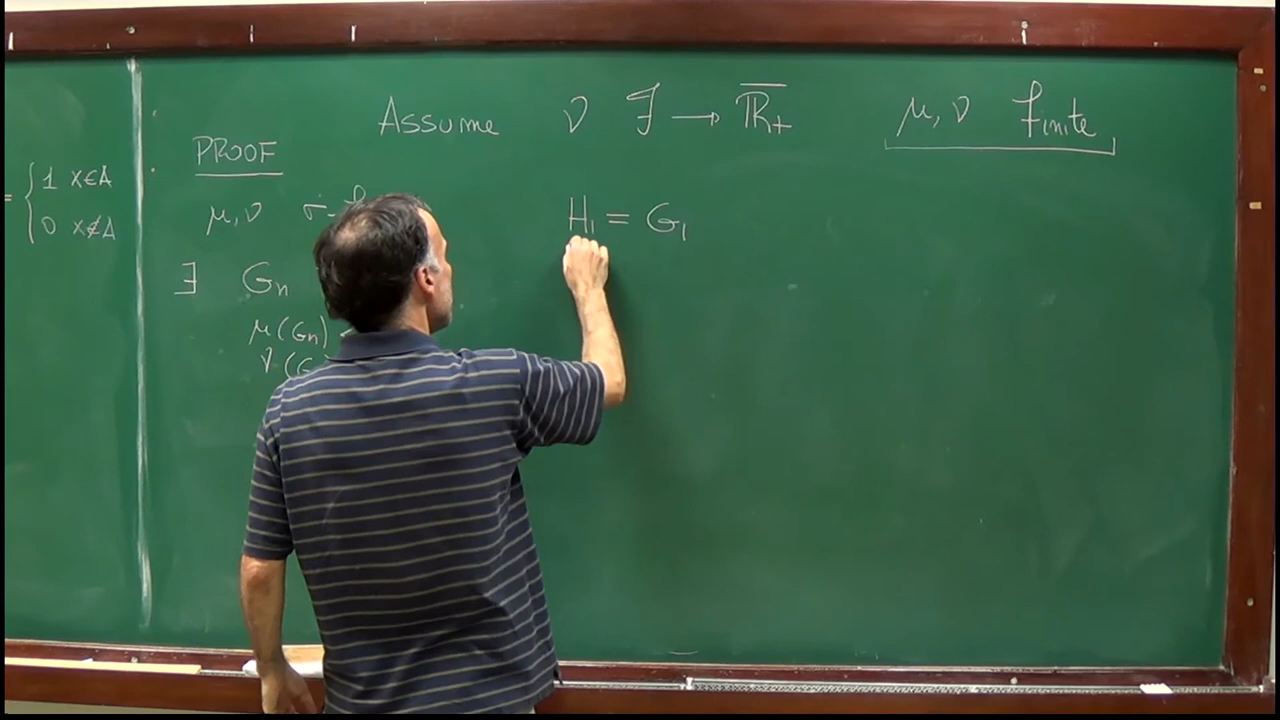 = { 1 x∈A
0 x∉A
PROOF
μ, ν σ-f
∃ Gn
μ(Gn) <
ν(G
Assume ν ℱ → ℝ̅₊ μ, ν finite
H₁ = G₁